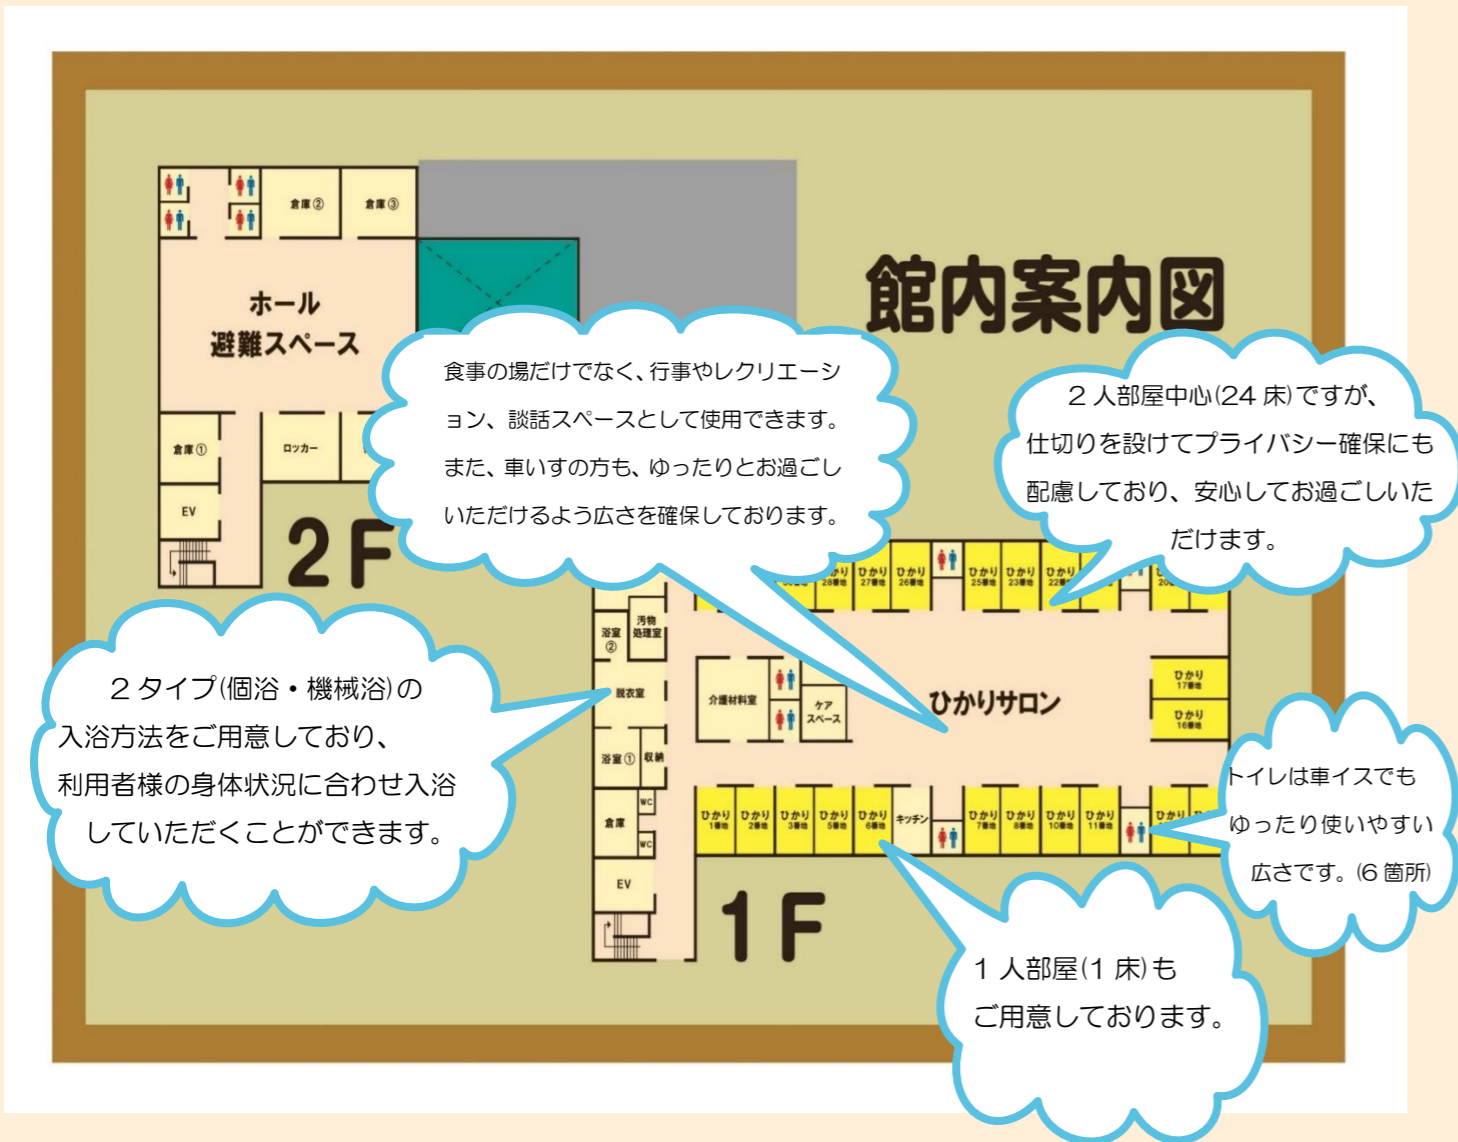 倉庫②
倉庫③
ホール
避難スペース
館内案内図
倉庫①
ロッカー
EV
2F
食事の場だけでなく、行事やレクリエーシ
ョン、談話スペースとして使用できます。
また、車いすの方も、ゆったりとお過ごし
いただけるよう広さを確保しております。
2人部屋中心(24床)ですが、
仕切りを設けてプライバシー確保にも
配慮しており、安心してお過ごしいた
だけます。
ひかり
28番地
ひかり
27番地
ひかり
26番地
ひかり
25番地
ひかり
23番地
ひかり
22番地
浴室
②
汚物
処理室
脱衣室
浴室①
収納
倉庫
WC
WC
EV
介護材料室
ケア
スペース
ひかりサロン
ひかり
17番地
ひかり
16番地
ひかり
1番地
ひかり
2番地
ひかり
3番地
ひかり
5番地
ひかり
6番地
キッチン
ひかり
7番地
ひかり
8番地
ひかり
10番地
ひかり
11番地
1F
2タイプ(個浴・機械浴)の
入浴方法をご用意しており、
利用者様の身体状況に合わせ入浴
していただくことができます。
トイレは車イスでも
ゆったり使いやすい
広さです。(6箇所)
1人部屋(1床)も
ご用意しております。